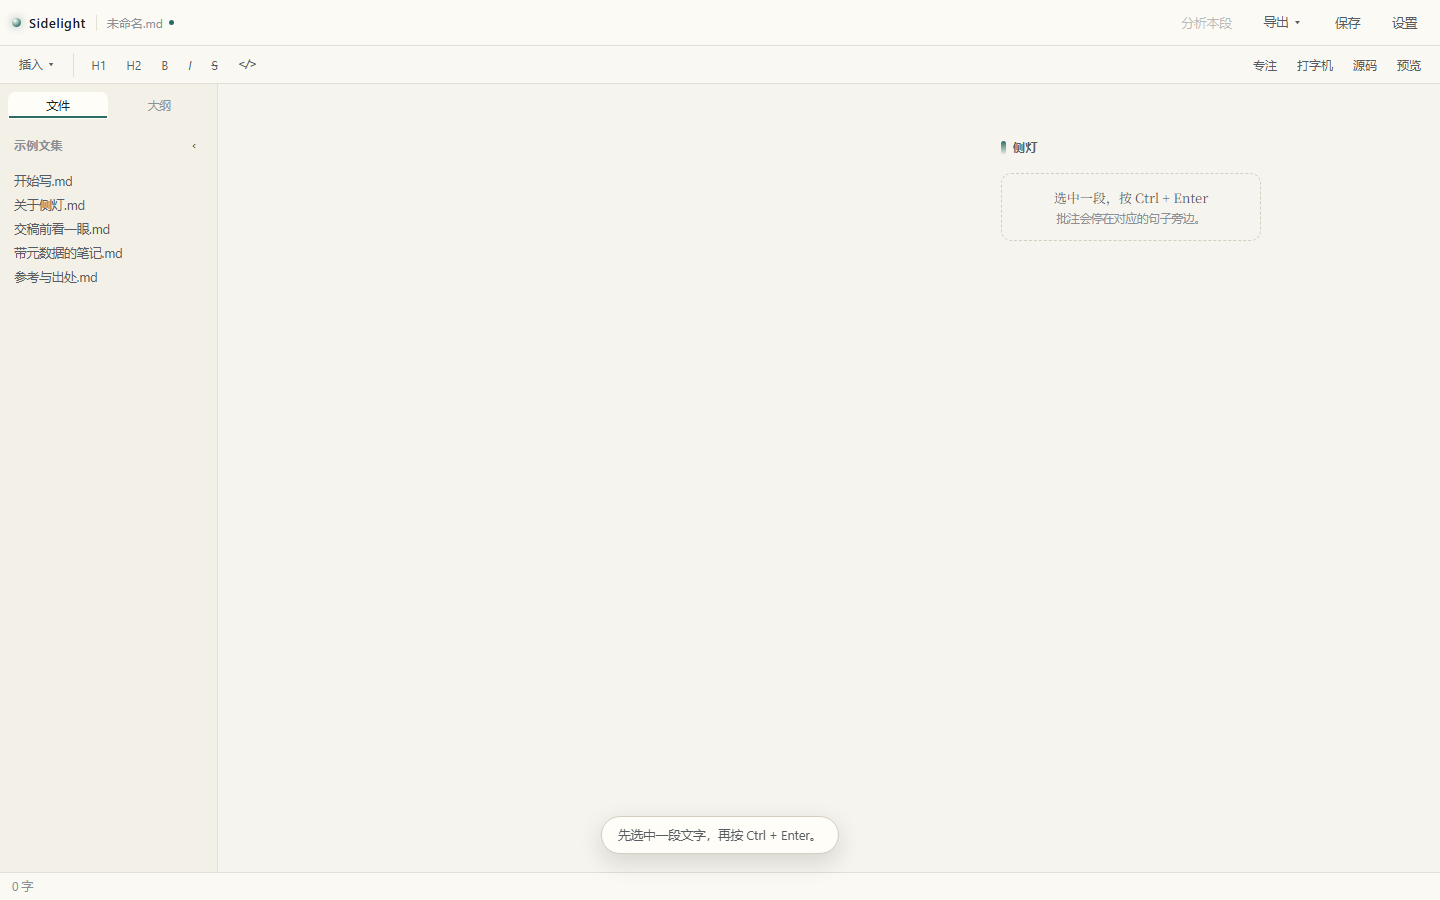 Sidelight
未命名.md
分析本段
导出
保存
设置
插入
H1
H2
B
I
S
</>
专注
打字机
源码
预览
文件
大纲
示例文集
开始写.md
关于侧灯.md
交稿前看一眼.md
带元数据的笔记.md
参考与出处.md
侧灯
选中一段，按 Ctrl + Enter
批注会停在对应的句子旁边。
先选中一段文字，再按 Ctrl + Enter。
0 字